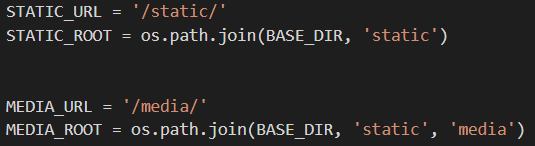 STATIC_URL = '/static/'
STATIC_ROOT = os.path.join(BASE_DIR, 'static')
MEDIA_URL = '/media/'
MEDIA_ROOT = os.path.join(BASE_DIR, 'static', 'media')